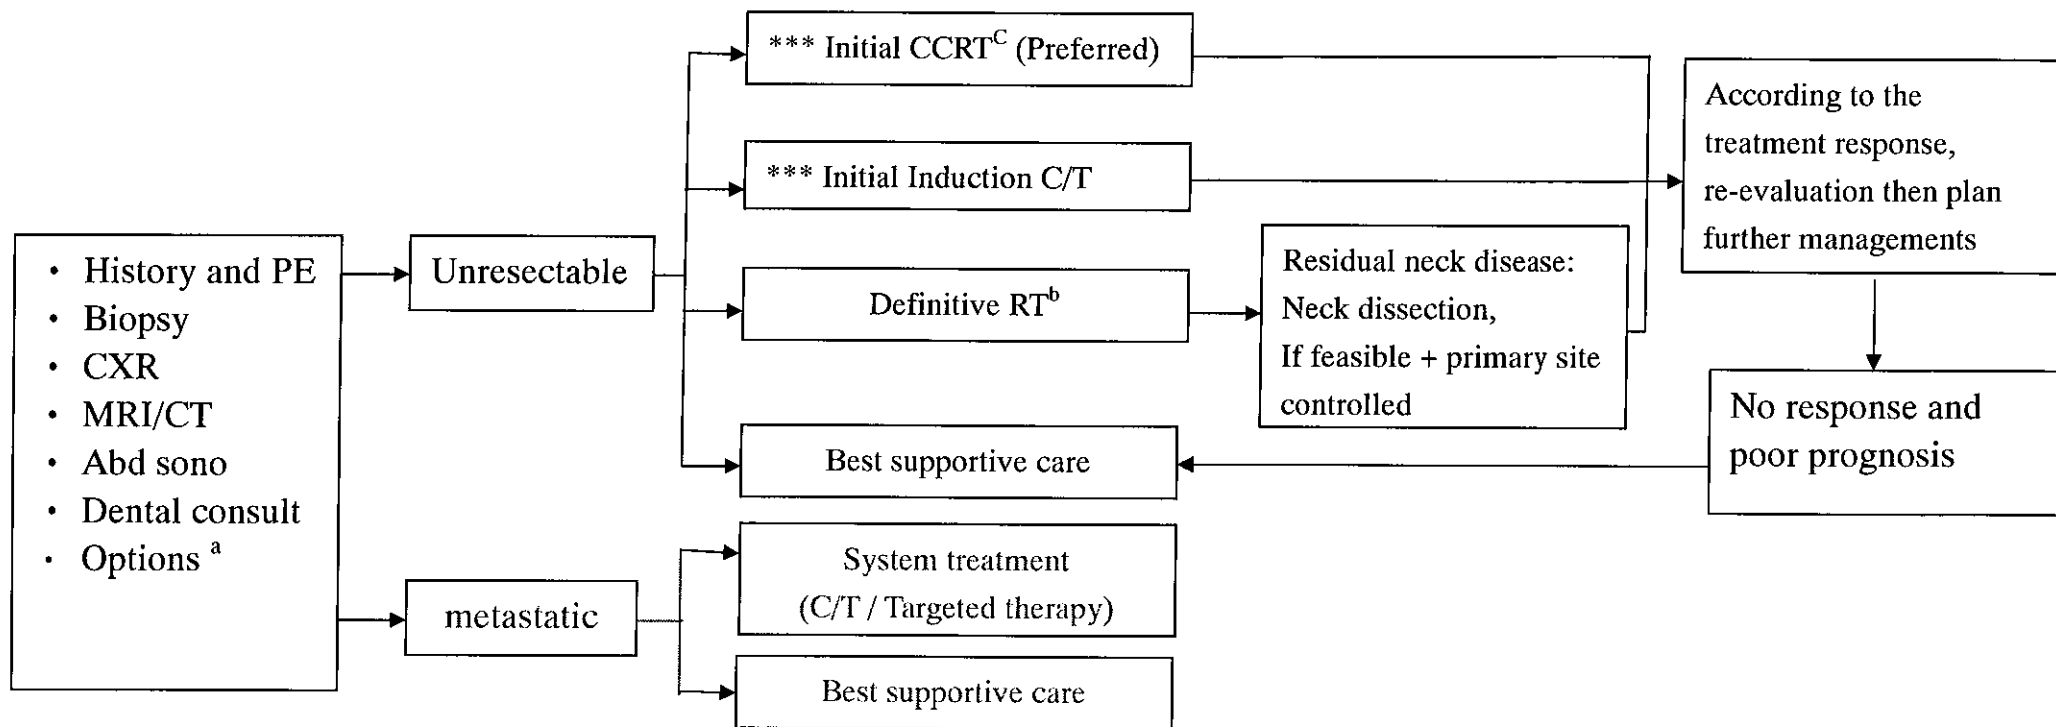 • History and PE
• Biopsy
• CXR
• MRI/CT
• Abd sono
• Dental consult
• Options a
Unresectable
metastatic
*** Initial CCRTC (Preferred)
*** Initial Induction C/T
Definitive RTb
Best supportive care
System treatment
(C/T / Targeted therapy)
Best supportive care
Residual neck disease:
Neck dissection,
If feasible + primary site
controlled
According to the
treatment response,
re-evaluation then plan
further managements
No response and
poor prognosis